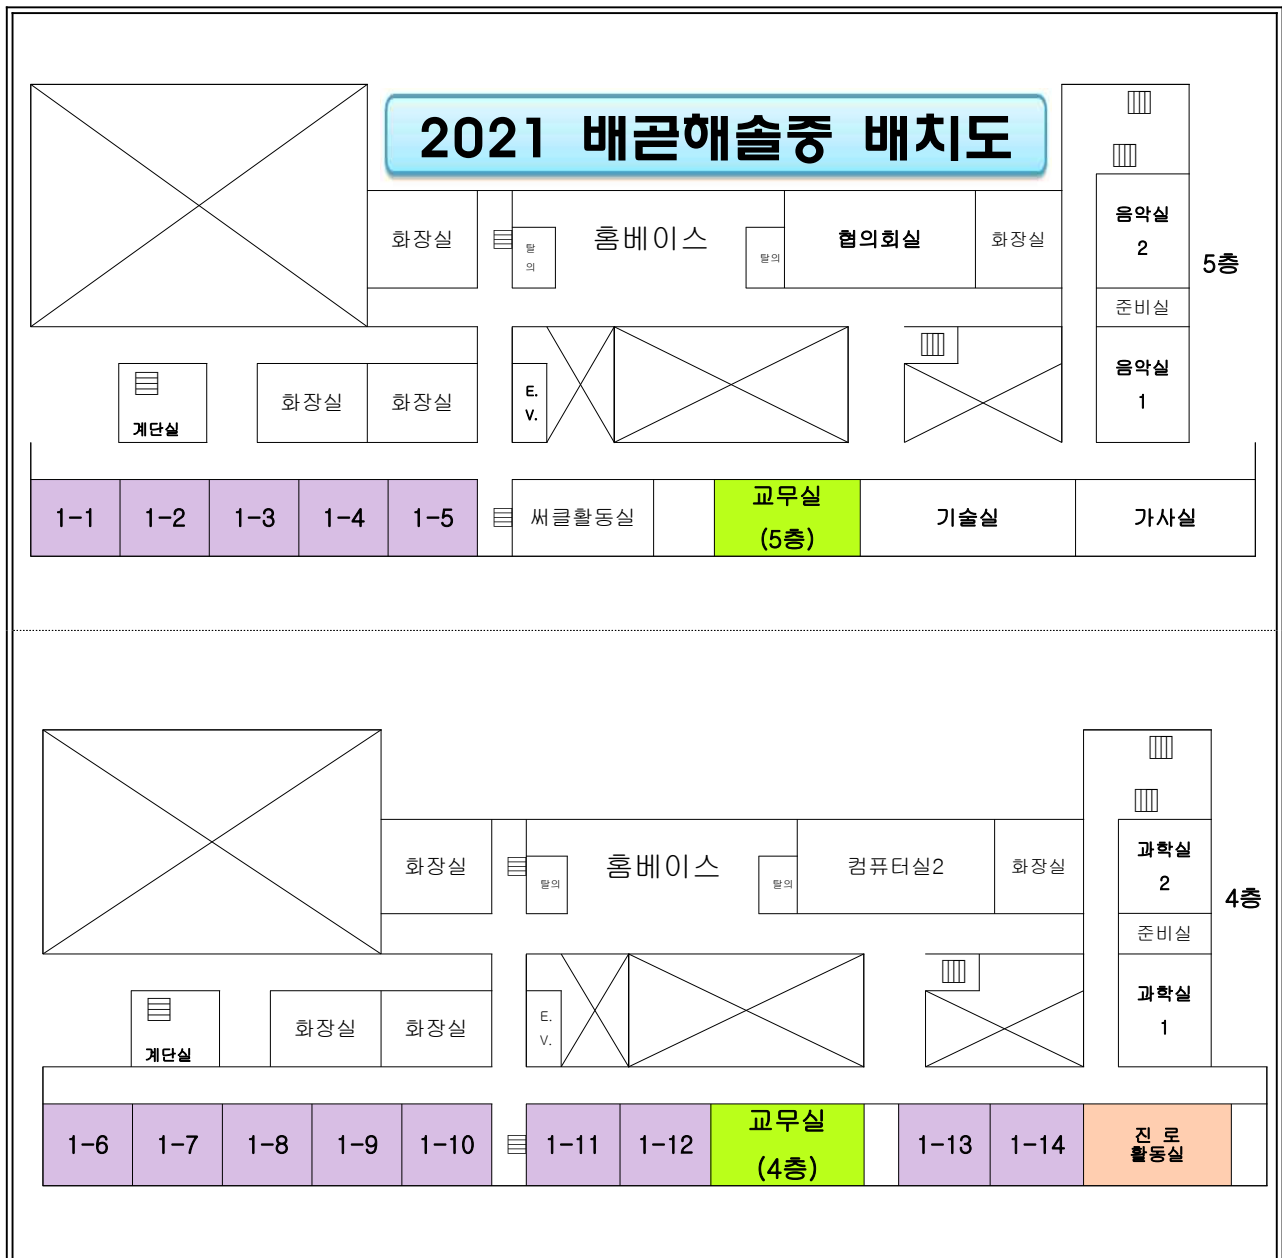 2021 배곧해솔중 배치도
화장실
탈
의
홈베이스
탈의
협의회실
화장실
음악실
2
5층
준비실
음악실
1
계단실
화장실
화장실
E.
V.
1-1
1-2
1-3
1-4
1-5
써클활동실
교무실
(5층)
기술실
가사실
화장실
탈의
홈베이스
탈의
컴퓨터실2
화장실
과학실
2
4층
준비실
과학실
1
계단실
화장실
화장실
E.
V.
1-6
1-7
1-8
1-9
1-10
1-11
1-12
교무실
(4층)
1-13
1-14
진 로
활동실